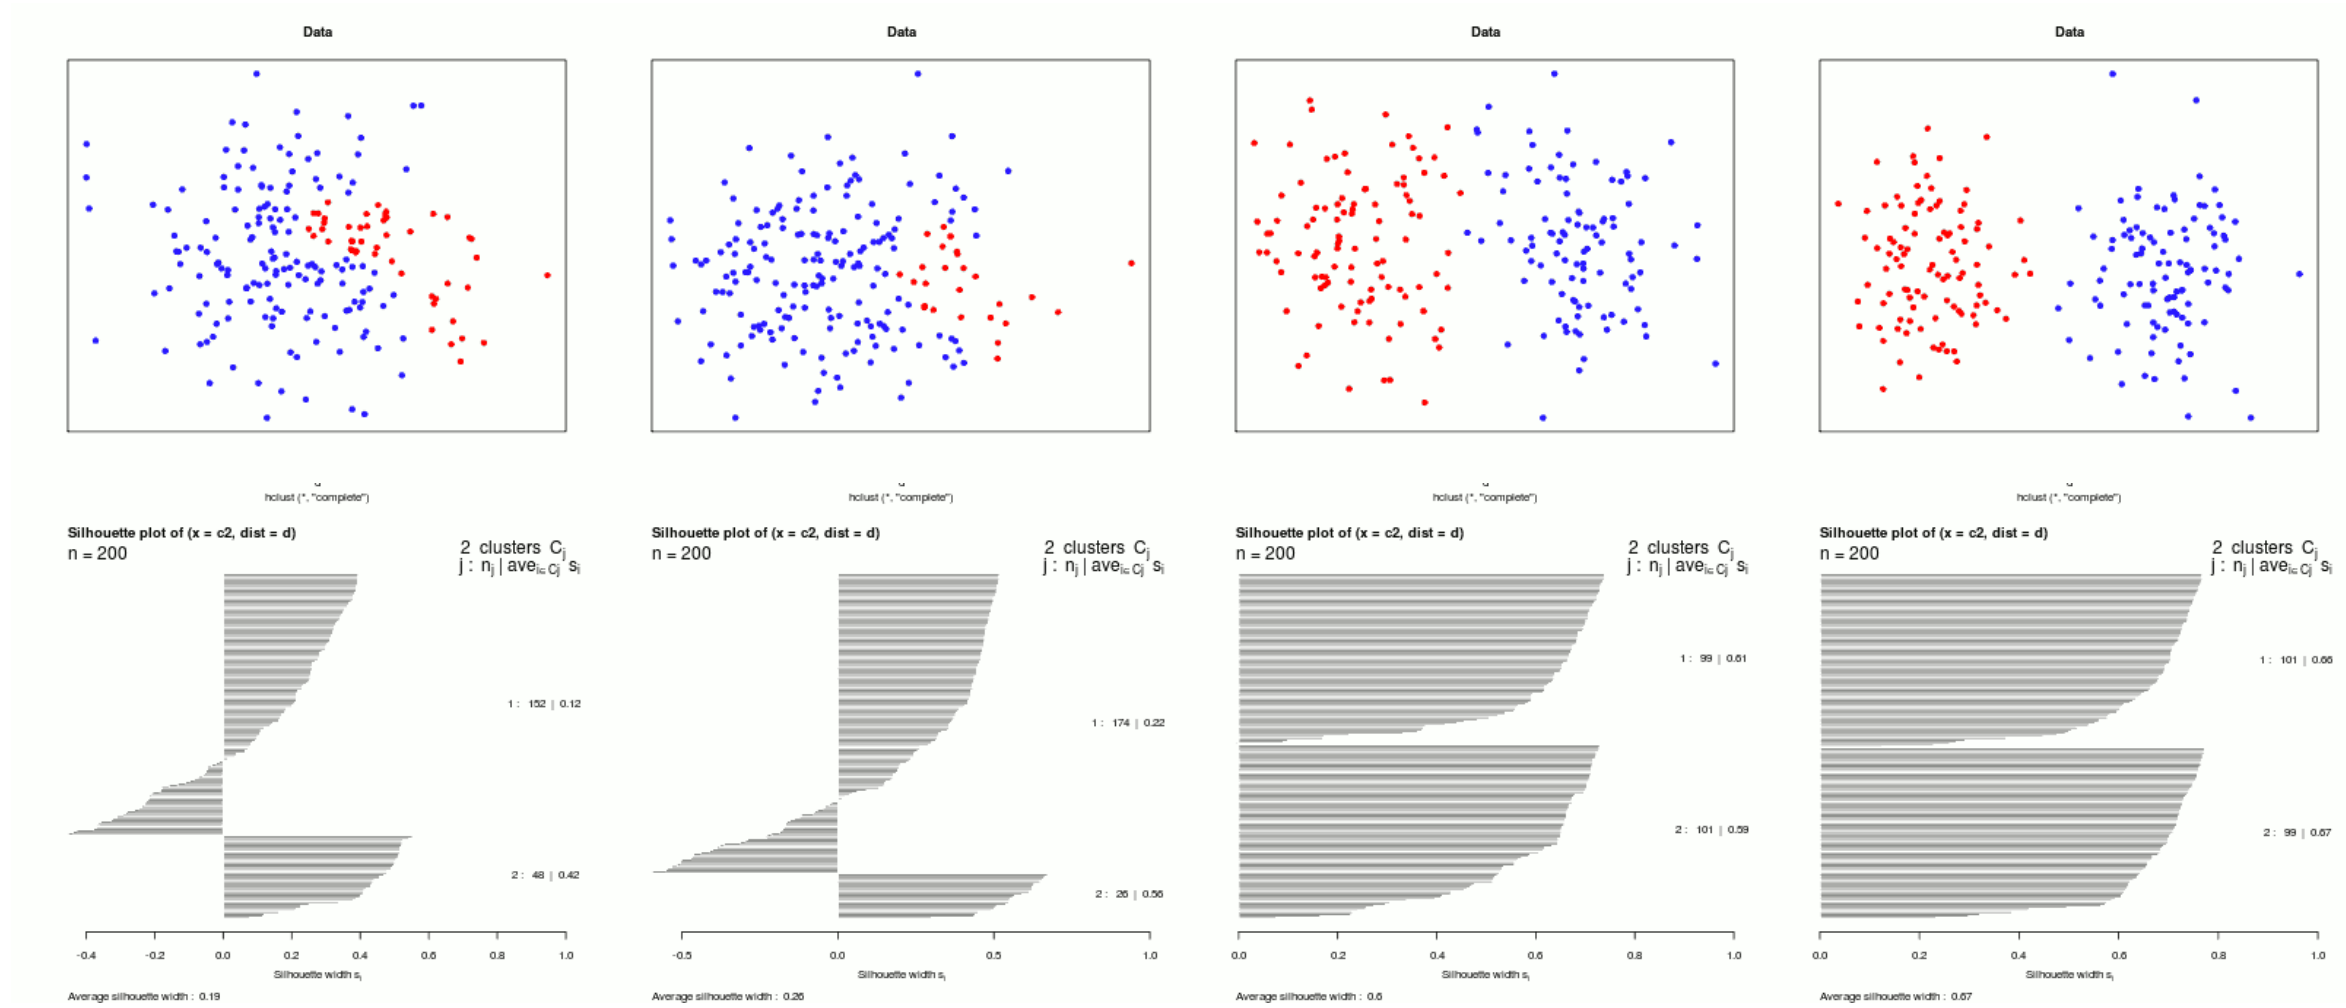 Data
Data
Data
Data
hclust (*, "complete")
hclust (*, "complete")
hclust (*, "complete")
hclust (*, "complete")
Silhouette plot of (x = c2, dist = d)
n = 200
2 clusters Cj
j : nj | avei∈Cj si
1 : 152 | 0.12
2 : 48 | 0.42
-0.4 -0.2 0.0 0.2 0.4 0.6 0.8 1.0
Silhouette width si
Average silhouette width : 0.19
Silhouette plot of (x = c2, dist = d)
n = 200
2 clusters Cj
j : nj | avei∈Cj si
1 : 174 | 0.22
2 : 26 | 0.56
-0.5 0.0 0.5 1.0
Silhouette width si
Average silhouette width : 0.26
Silhouette plot of (x = c2, dist = d)
n = 200
2 clusters Cj
j : nj | avei∈Cj si
1 : 99 | 0.61
2 : 101 | 0.59
0.0 0.2 0.4 0.6 0.8 1.0
Silhouette width si
Average silhouette width : 0.6
Silhouette plot of (x = c2, dist = d)
n = 200
2 clusters Cj
j : nj | avei∈Cj si
1 : 101 | 0.66
2 : 99 | 0.67
0.0 0.2 0.4 0.6 0.8 1.0
Silhouette width si
Average silhouette width : 0.67